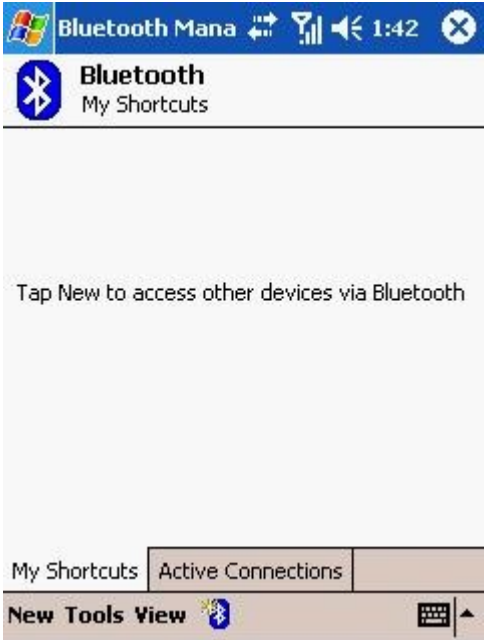 Bluetooth Mana 1:42
Bluetooth
My Shortcuts
Tap New to access other devices via Bluetooth
My Shortcuts Active Connections
New Tools View